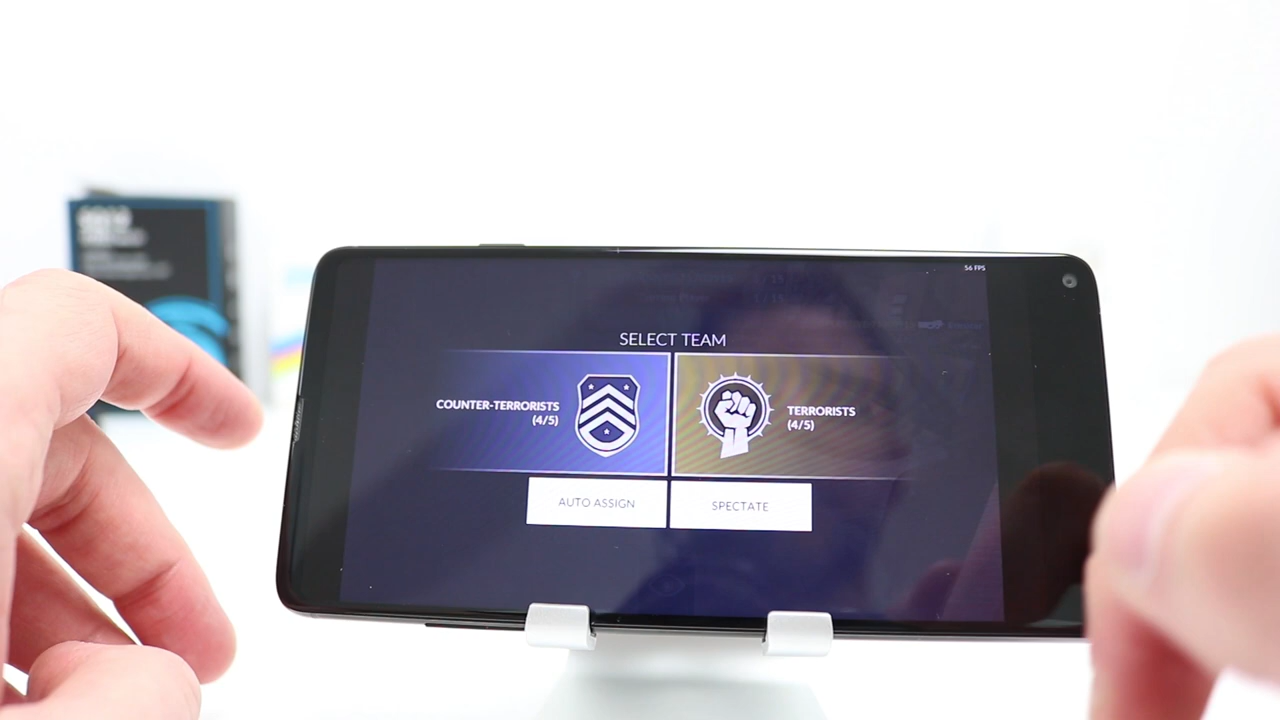 56 FPS
SELECT TEAM
COUNTER-TERRORISTS
(4/5)
TERRORISTS
(4/5)
AUTO ASSIGN
SPECTATE